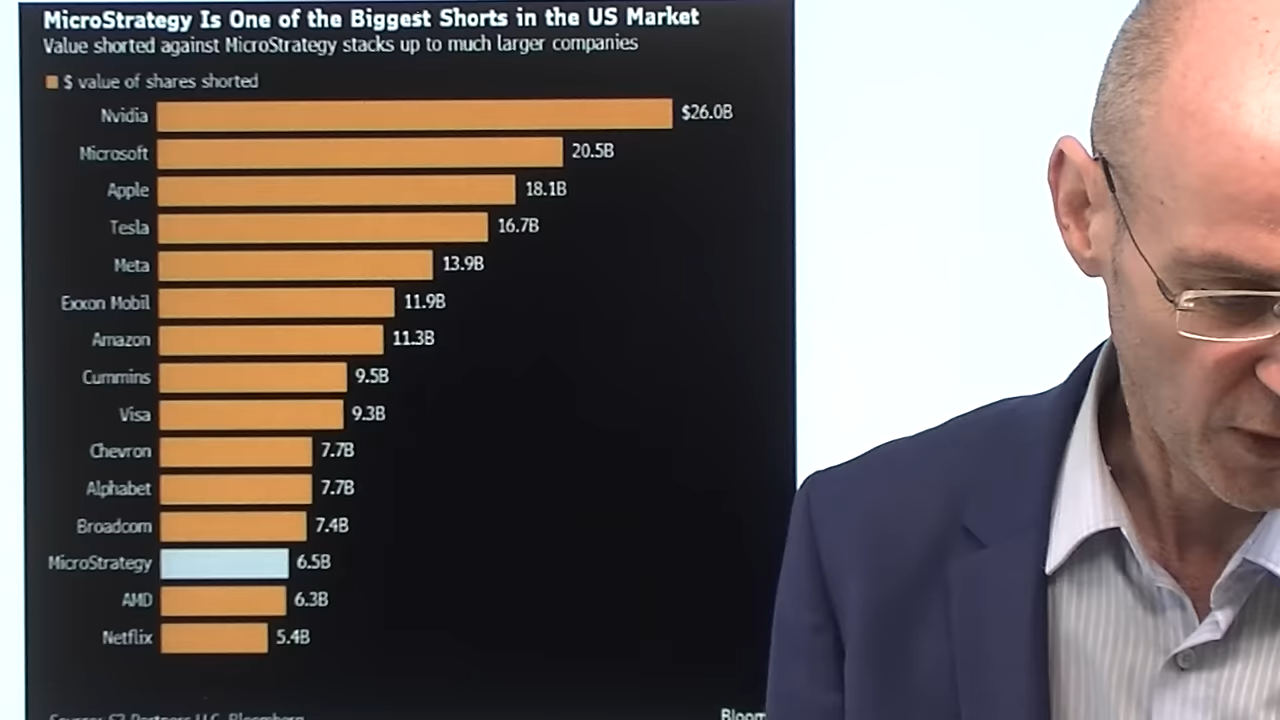 MicroStrategy Is One of the Biggest Shorts in the US Market
Value shorted against MicroStrategy stacks up to much larger companies
$ value of shares shorted
Nvidia $26.0B
Microsoft 20.5B
Apple 18.1B
Tesla 16.7B
Meta 13.9B
Exxon Mobil 11.9B
Amazon 11.3B
Cummins 9.5B
Visa 9.3B
Chevron 7.7B
Alphabet 7.7B
Broadcom 7.4B
MicroStrategy 6.5B
AMD 6.3B
Netflix 5.4B
Bloom